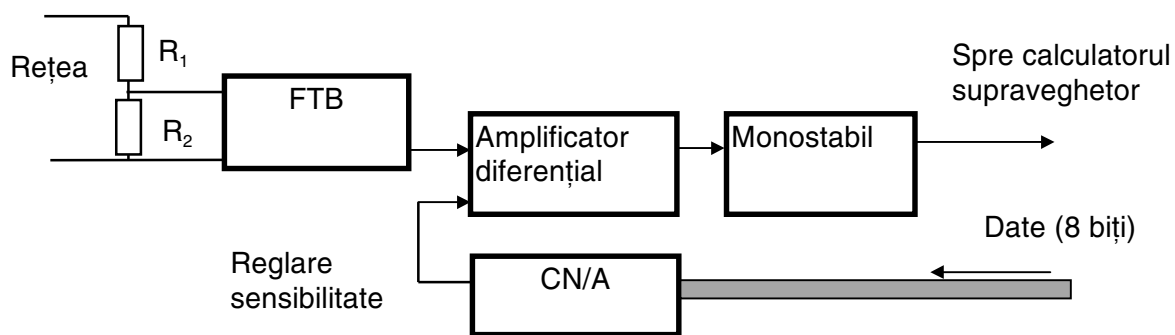 Rețea
R1
R2
FTB
Amplificator
diferențial
Monostabil
Spre calculatorul
supraveghetor
Date (8 biți)
Reglare
sensibilitate
CN/A